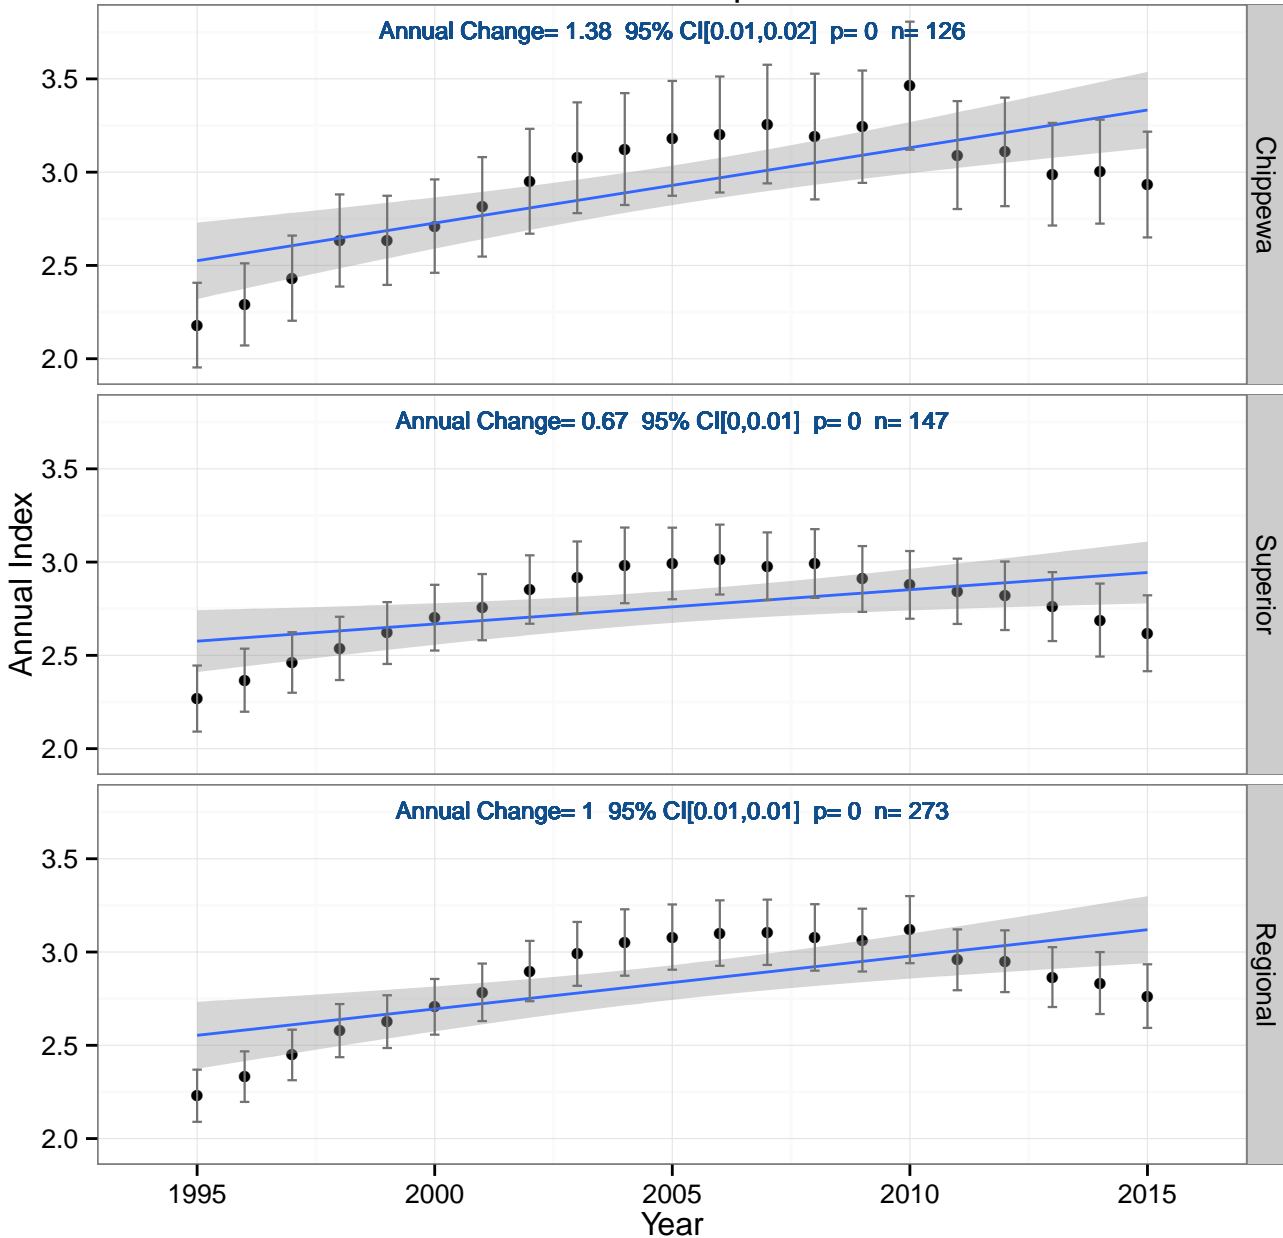 Annual Change= 1.38  95% CI[0.01,0.02]  p= 0  n= 126
3.5
3.0
2.5
2.0
Chippewa
Annual Change= 0.67  95% CI[0,0.01]  p= 0  n= 147
3.5
3.0
2.5
2.0
Superior
Annual Index
Annual Change= 1  95% CI[0.01,0.01]  p= 0  n= 273
3.5
3.0
2.5
2.0
Regional
1995 2000 2005 2010 2015
Year